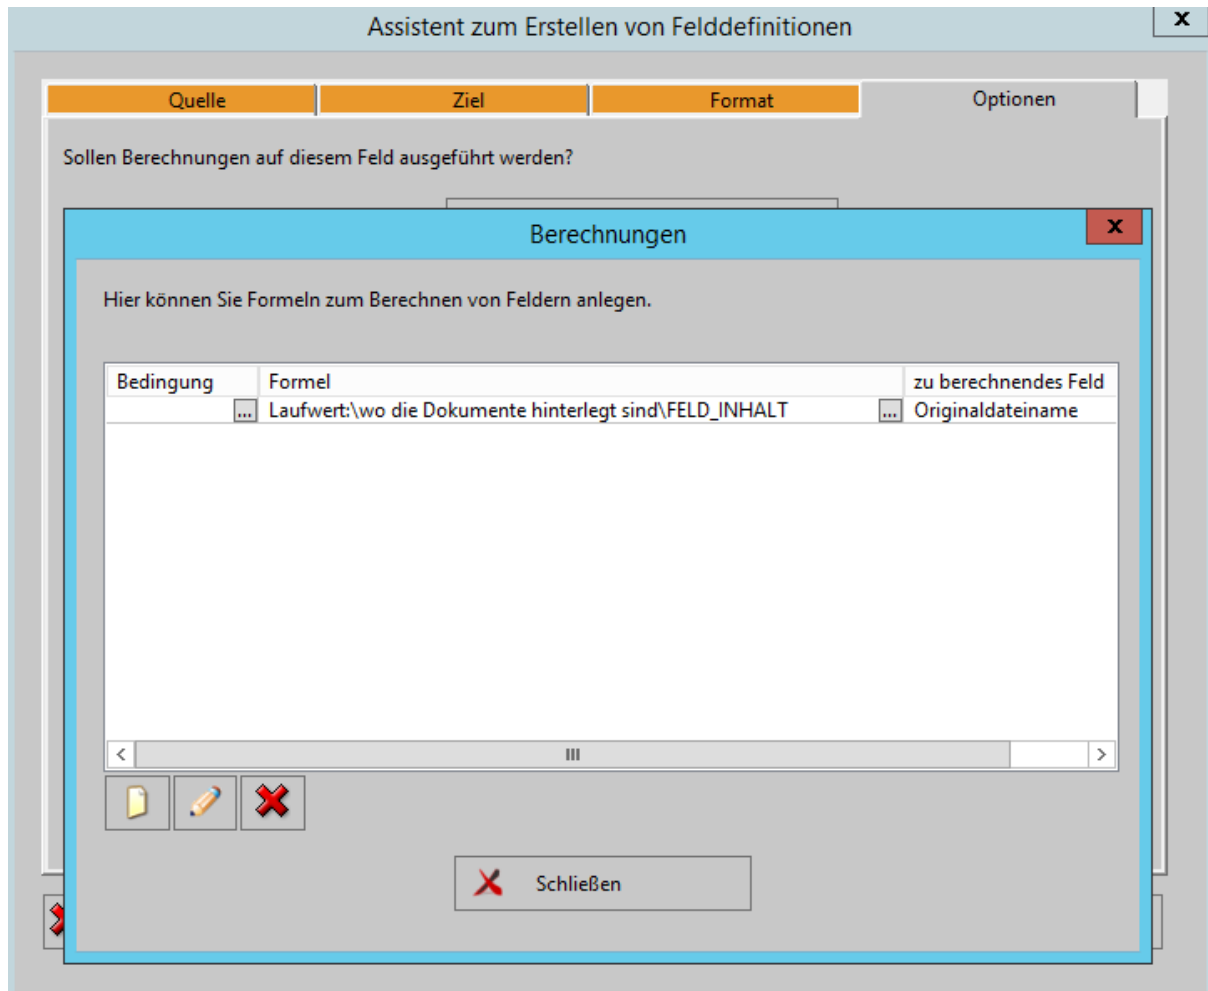 Assistent zum Erstellen von Felddefinitionen
x
Quelle Ziel Format Optionen
Sollen Berechnungen auf diesem Feld ausgeführt werden?
Berechnungen
x
Hier können Sie Formeln zum Berechnen von Feldern anlegen.
Bedingung Formel zu berechnendes Feld
... Laufwert:\wo die Dokumente hinterlegt sind\FELD_INHALT ... Originaldateiname
Schließen